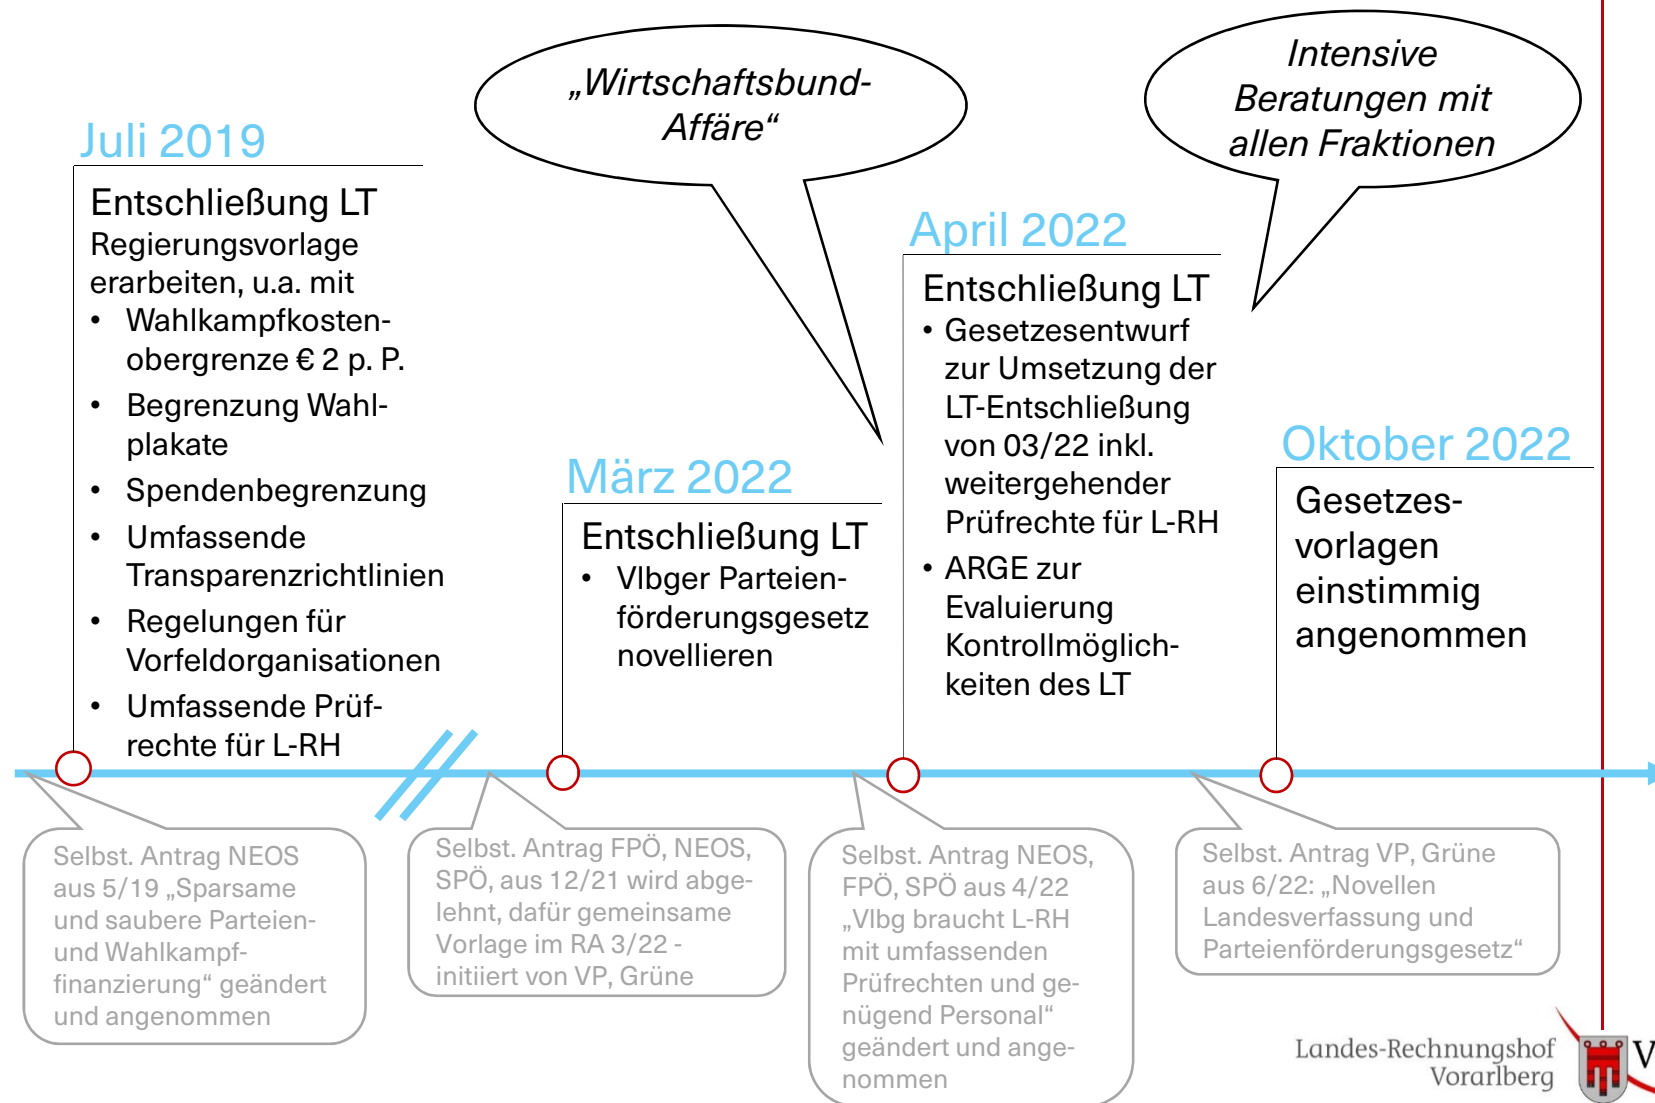 „Wirtschaftsbund-
Affäre“
Intensive
Beratungen mit
allen Fraktionen
Juli 2019
Entschließung LT
Regierungsvorlage
erarbeiten, u.a. mit
• Wahlkampfkosten-
obergrenze € 2 p. P.
• Begrenzung Wahl-
plakate
• Spendenbegrenzung
• Umfassende
Transparenzrichtlinien
• Regelungen für
Vorfeldorganisationen
• Umfassende Prüf-
rechte für L-RH
März 2022
Entschließung LT
• Vlbger Parteien-
förderungsgesetz
novellieren
April 2022
Entschließung LT
• Gesetzesentwurf
zur Umsetzung der
LT-Entschließung
von 03/22 inkl.
weitergehender
Prüfrechte für L-RH
• ARGE zur
Evaluierung
Kontrollmöglich-
keiten des LT
Oktober 2022
Gesetzes-
vorlagen
einstimmig
angenommen
Selbst. Antrag NEOS
aus 5/19 „Sparsame
und saubere Parteien-
und Wahlkampf-
finanzierung“ geändert
und angenommen
Selbst. Antrag FPÖ, NEOS,
SPÖ, aus 12/21 wird abge-
lehnt, dafür gemeinsame
Vorlage im RA 3/22 -
initiiert von VP, Grüne
Selbst. Antrag NEOS,
FPÖ, SPÖ aus 4/22
„Vlbg braucht L-RH
mit umfassenden
Prüfrechten und ge-
nügend Personal“
geändert und ange-
nommen
Selbst. Antrag VP, Grüne
aus 6/22: „Novellen
Landesverfassung und
Parteienförderungsgesetz“
Landes-Rechnungshof
Vorarlberg
V